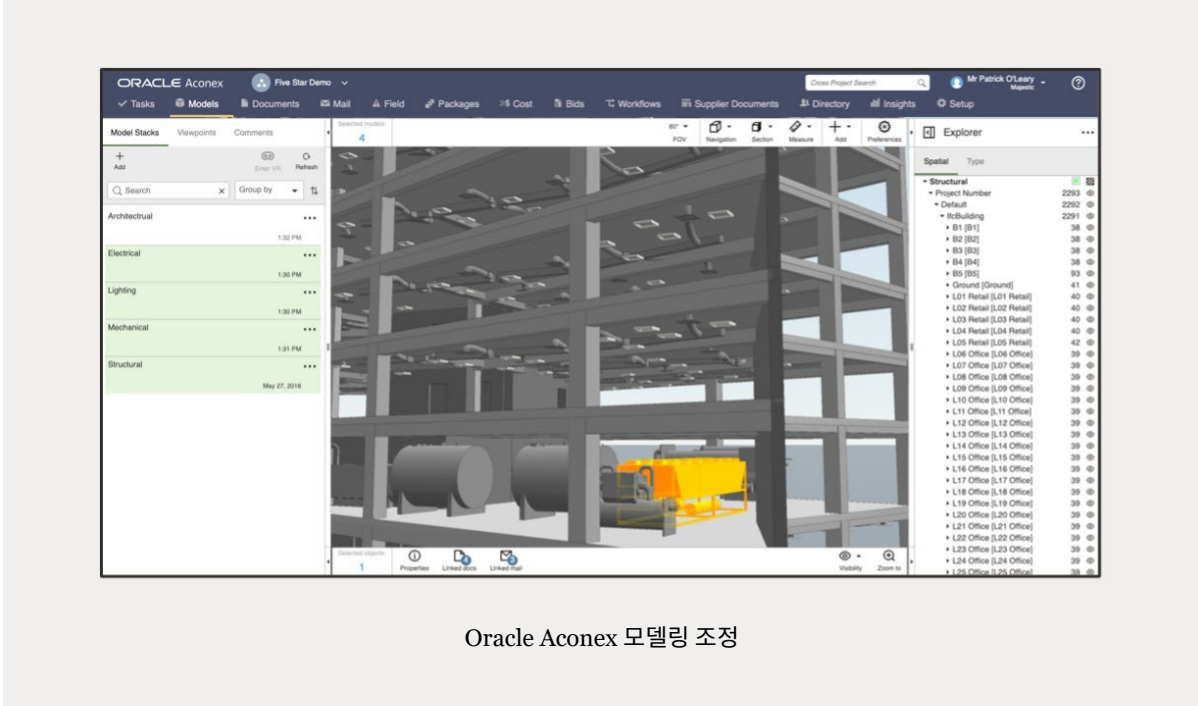 ORACLE Aconex
Five Star Demo
Cross Project Search
Mr Patrick O'Leary
Majestic
Tasks
Models
Documents
Mail
Field
Packages
Cost
Bids
Workflows
Supplier Documents
Directory
Insights
Setup
Model Stacks
Viewpoints
Comments
Add
Enter VR
Refresh
Search
Group by
Architectrual
1:32 PM
Electrical
1:30 PM
Lighting
1:30 PM
Mechanical
1:31 PM
Structural
May 27, 2016
Selected models:
4
60°
FOV
Navigation
Section
Measure
Add
Preferences
Selected objects:
1
Properties
4
Linked docs
Linked mail
Visibility
Zoom to
Explorer
Spatial
Type
Structural
Project Number 2293
Default 2292
IfcBuilding 2291
B1 [B1] 38
B2 [B2] 38
B3 [B3] 38
B4 [B4] 38
B5 [B5] 93
Ground [Ground] 41
L01 Retail [L01 Retail] 40
L02 Retail [L02 Retail] 40
L03 Retail [L03 Retail] 40
L04 Retail [L04 Retail] 40
L05 Retail [L05 Retail] 42
L06 Office [L06 Office] 39
L07 Office [L07 Office] 39
L08 Office [L08 Office] 39
L09 Office [L09 Office] 39
L10 Office [L10 Office] 39
L11 Office [L11 Office] 39
L12 Office [L12 Office] 39
L13 Office [L13 Office] 39
L14 Office [L14 Office] 39
L15 Office [L15 Office] 39
L16 Office [L16 Office] 39
L17 Office [L17 Office] 39
L18 Office [L18 Office] 39
L19 Office [L19 Office] 39
L20 Office [L20 Office] 39
L21 Office [L21 Office] 39
L22 Office [L22 Office] 39
L23 Office [L23 Office] 39
L24 Office [L24 Office] 39
L25 Office [L25 Office] 39
Oracle Aconex 모델링 조정